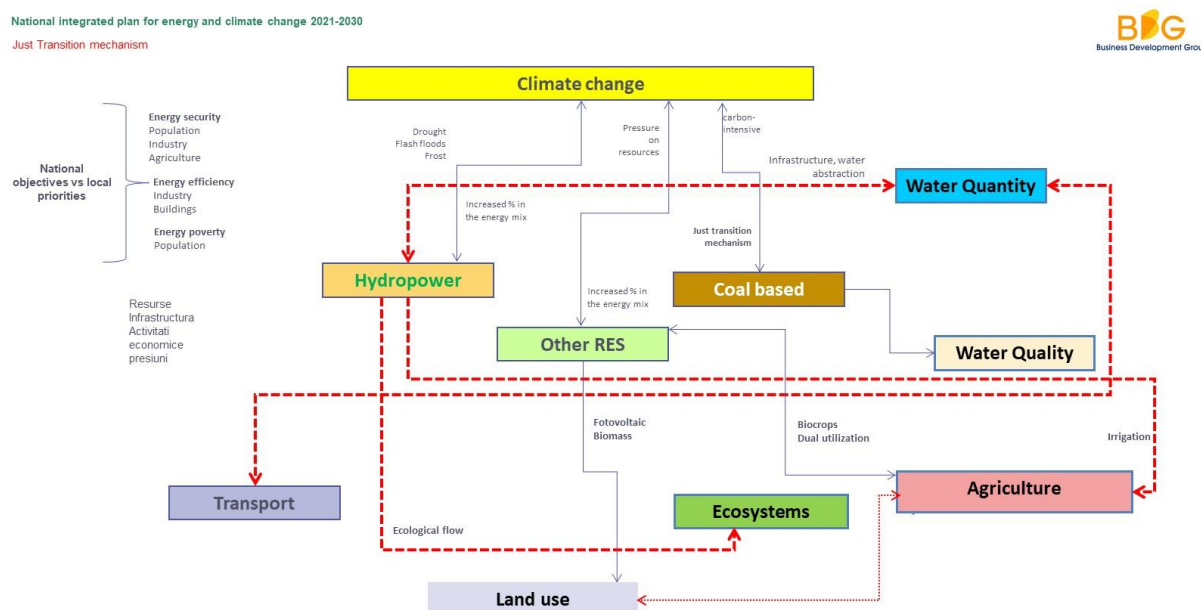 National integrated plan for energy and climate change 2021-2030
Just Transition mechanism
BDG
Business Development Grou
Climate change
Energy security
Population
Industry
Agriculture
National
objectives vs local
priorities
Energy efficiency
Industry
Buildings
Energy poverty
Population
Drought
Flash floods
Frost
Pressure
on
resources
carbon-
intensive
Infrastructure, water
abstraction
Water Quantity
Increased % in
the energy mix
Just transition
mechanism
Hydropower
Coal based
Increased % in
the energy mix
Resurse
Infrastructura
Activitati
economice
presiuni
Other RES
Water Quality
Fotovoltaic
Biomass
Biocrops
Dual utilization
Irrigation
Transport
Agriculture
Ecosystems
Ecological flow
Land use